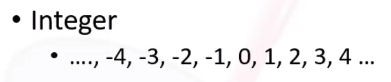 • Integer
• ...., -4, -3, -2, -1, 0, 1, 2, 3, 4 ...